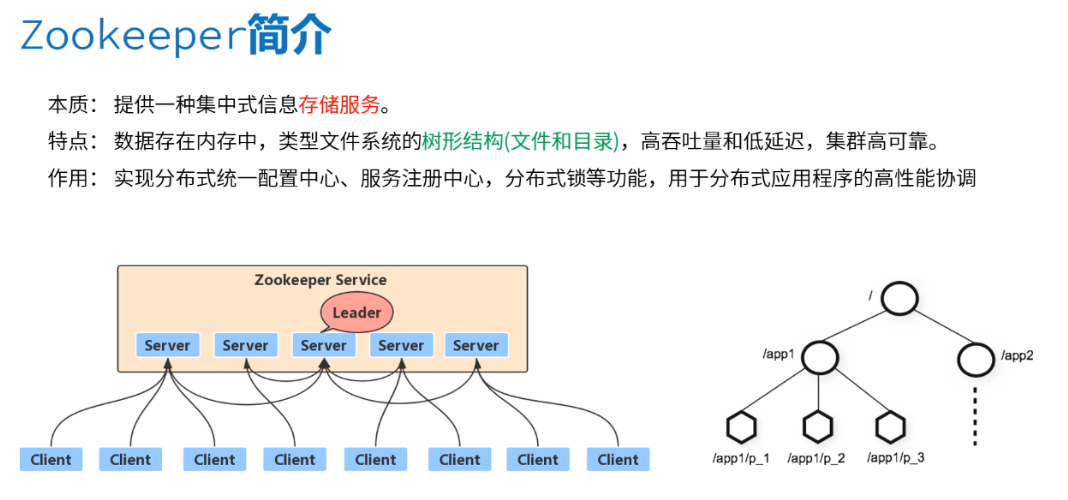 Zookeeper简介
本质： 提供一种集中式信息存储服务。
特点： 数据存在内存中，类型文件系统的树形结构(文件和目录)，高吞吐量和低延迟，集群高可靠。
作用： 实现分布式统一配置中心、服务注册中心，分布式锁等功能，用于分布式应用程序的高性能协调
Zookeeper Service
Leader
Server Server Server Server Server
Client Client Client Client Client Client Client Client
/
/app1
/app2
/app1/p_1 /app1/p_2 /app1/p_3